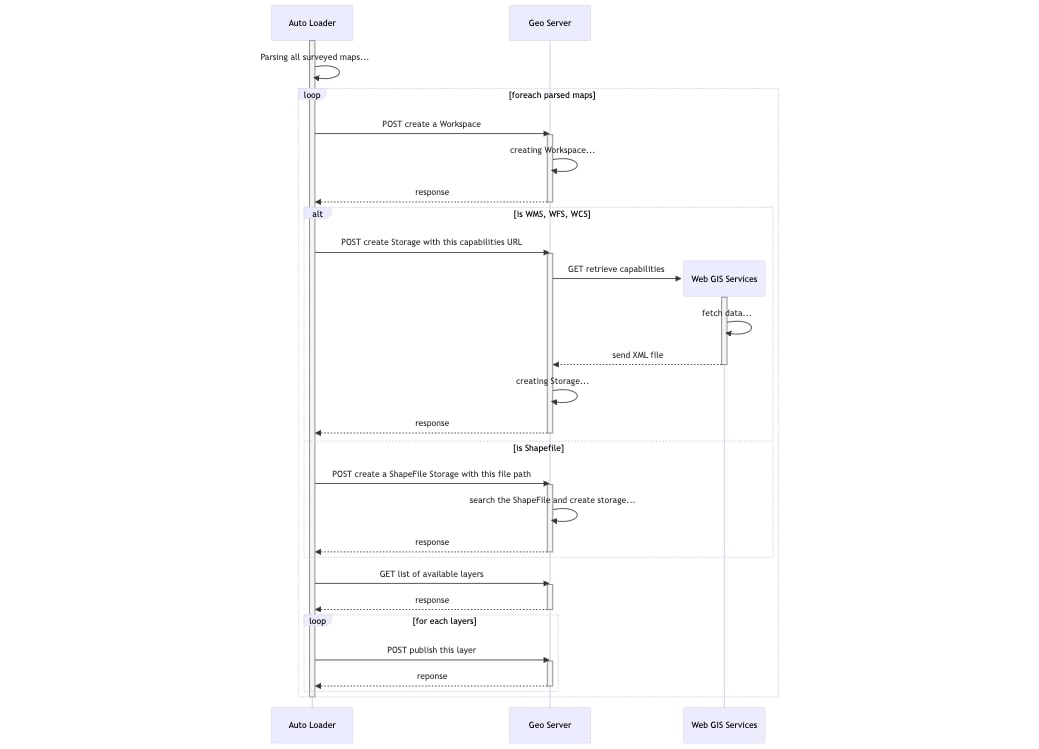 Auto Loader
Geo Server
Parsing all surveyed maps...
loop
[foreach parsed maps]
POST create a Workspace
creating Workspace...
response
alt
[is WMS, WFS, WCS]
POST create Storage with this capabilities URL
GET retrieve capabilities
Web GIS Services
fetch data...
send XML file
creating Storage...
response
[is Shapefile]
POST create a ShapeFile Storage with this file path
search the ShapeFile and create storage...
response
GET list of available layers
response
loop
[for each layers]
POST publish this layer
reponse
Auto Loader
Geo Server
Web GIS Services